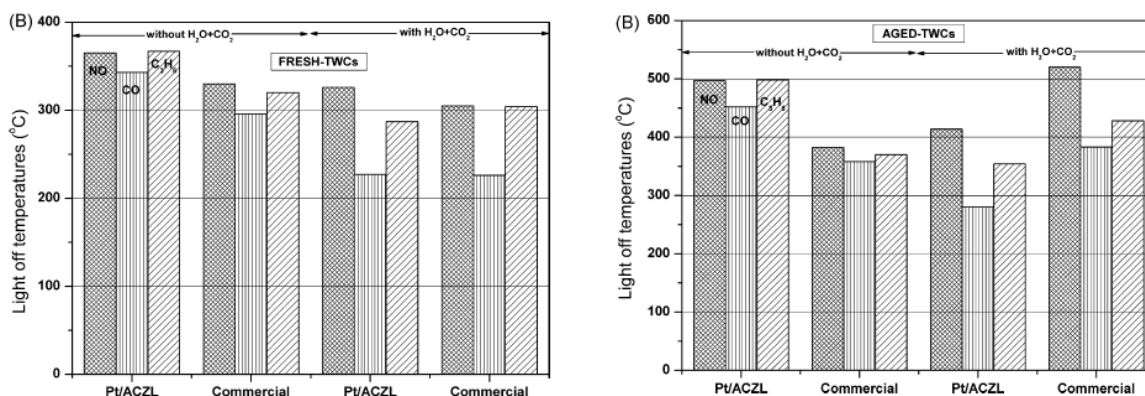 (B)
400
300
200
100
0
Light off temperatures (°C)
without H₂O+CO₂
with H₂O+CO₂
FRESH-TWCs
NO
CO
C₃H₆
Pt/ACZL
Commercial
Pt/ACZL
Commercial
(B)
600
500
400
300
200
100
0
Light off temperatures (°C)
AGED-TWCs
without H₂O+CO₂
with H₂O+CO₂
NO
CO
C₃H₆
Pt/ACZL
Commercial
Pt/ACZL
Commercial